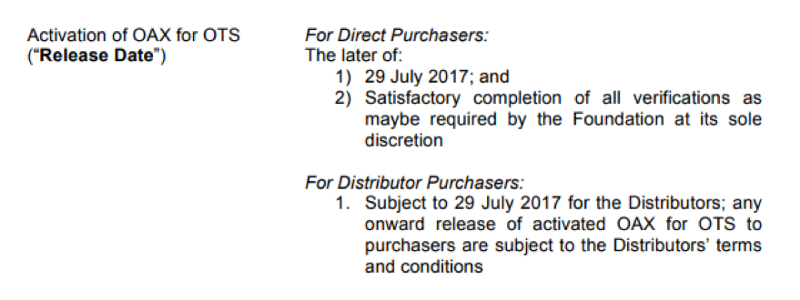 Activation of OAX for OTS
("Release Date")
For Direct Purchasers:
The later of:
1) 29 July 2017; and
2) Satisfactory completion of all verifications as
maybe required by the Foundation at its sole
discretion
For Distributor Purchasers:
1. Subject to 29 July 2017 for the Distributors; any
onward release of activated OAX for OTS to
purchasers are subject to the Distributors' terms
and conditions